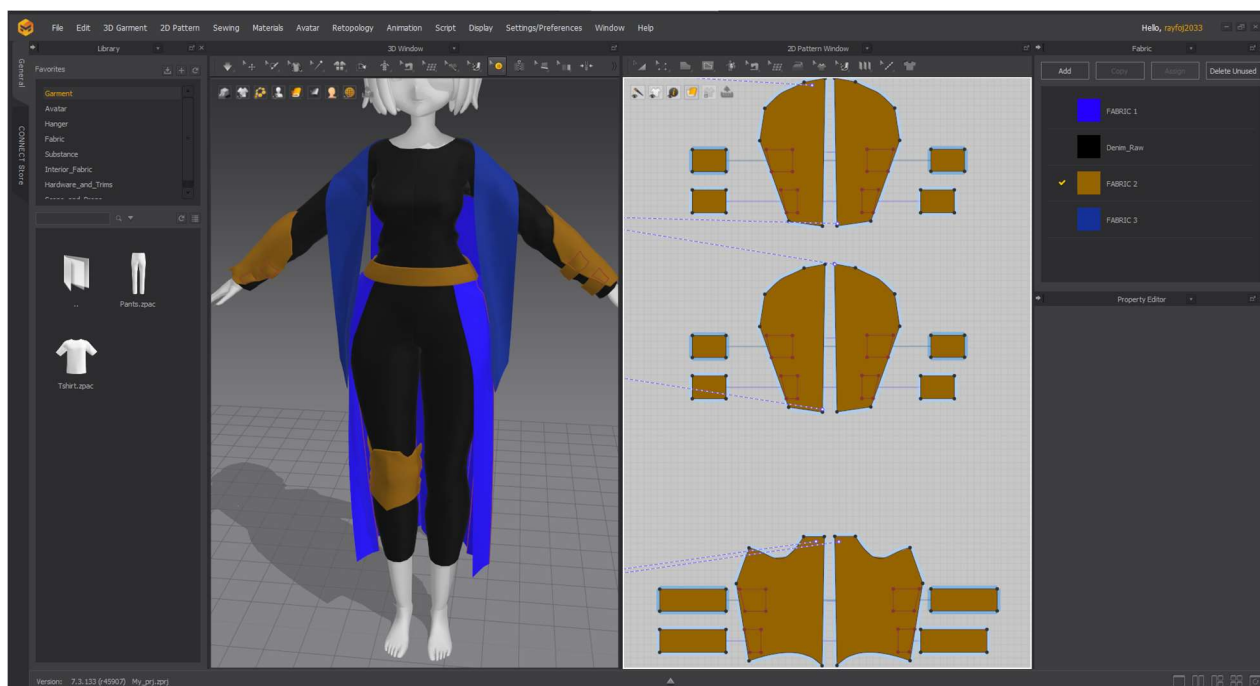 File Edit 3D Garment 2D Pattern Sewing Materials Avatar Retopology Animation Script Display Settings/Preferences Window Help
Hello, rayfoj2033
Library
3D Window
2D Pattern Window
Fabric
General
CONNECT Store
Favorites
Garment
Avatar
Hanger
Fabric
Substance
Interior_Fabric
Hardware_and_Trims
..
Pants.zpac
Tshirt.zpac
Add Copy Assign Delete Unused
FABRIC 1
Denim_Raw
FABRIC 2
FABRIC 3
Property Editor
Version: 7.3.133 (r45907) My_prj.zprj